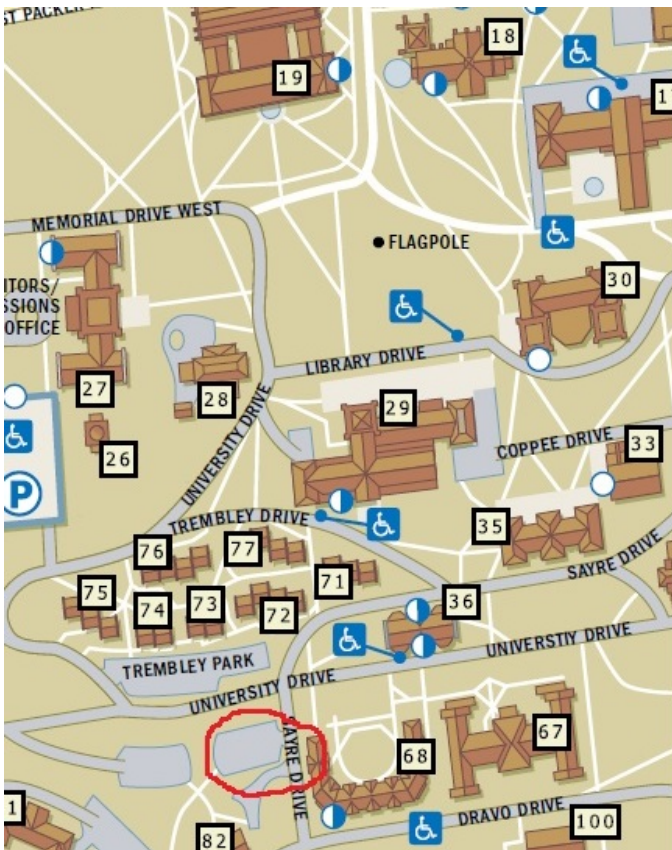 ST PACKER
19
18
MEMORIAL DRIVE WEST
FLAGPOLE
ITORS/
SSIONS
OFFICE
30
27
28
LIBRARY DRIVE
26
29
UNIVERSITY DRIVE
COPPEE DRIVE
33
P
TREMBLEY DRIVE
35
76
77
71
SAYRE DRIVE
75
74
73
72
36
TREMBLEY PARK
UNIVERSITY DRIVE
UNIVERSTIY DRIVE
SAYRE DRIVE
67
68
1
82
DRAVO DRIVE
100